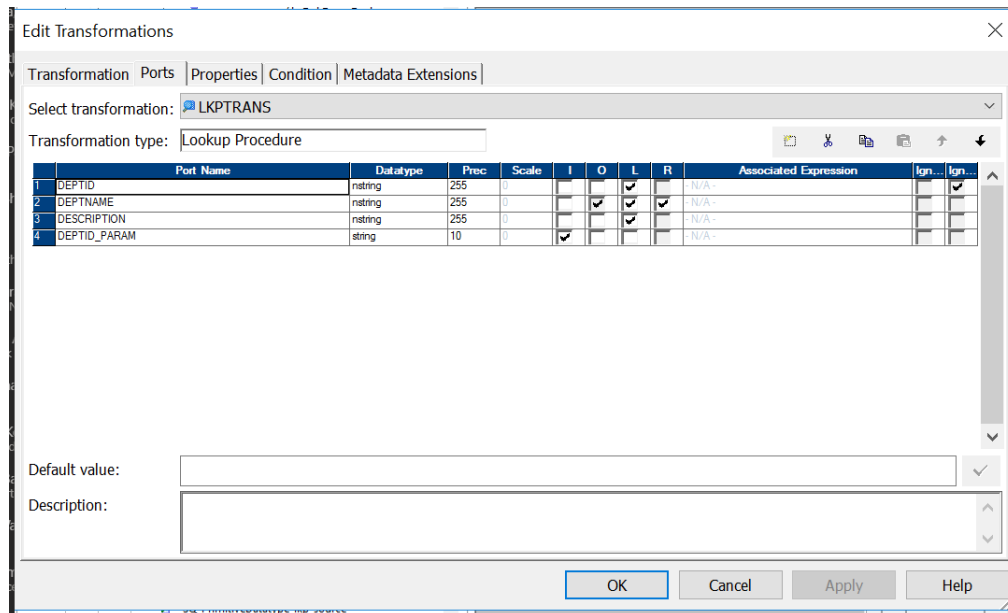 Edit Transformations
Transformation Ports Properties Condition Metadata Extensions
Select transformation: LKPTRANS
Transformation type: Lookup Procedure
Port Name Datatype Prec Scale I O L R Associated Expression Ign... Ign...
1 DEPTID nstring 255 0 - N/A -
2 DEPTNAME nstring 255 0 - N/A -
3 DESCRIPTION nstring 255 0 - N/A -
4 DEPTID_PARAM string 10 0 - N/A -
Default value:
Description:
OK Cancel Apply Help